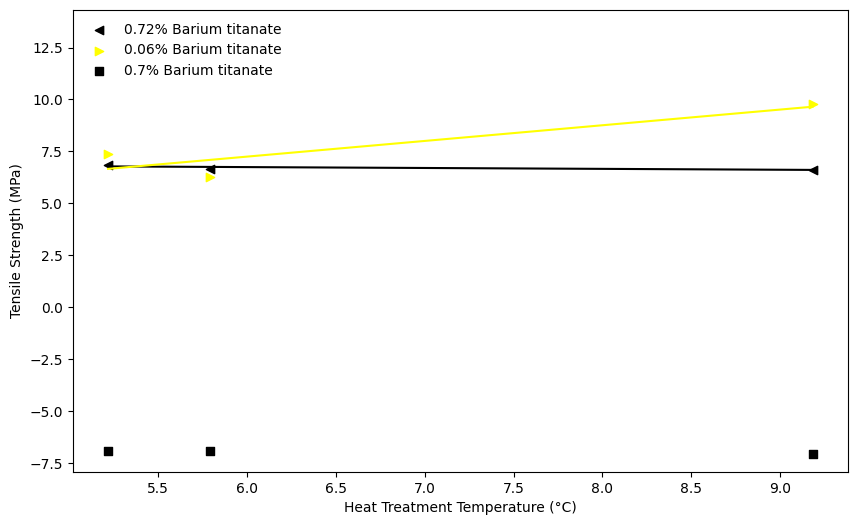 0.72% Barium titanate
0.06% Barium titanate
0.7% Barium titanate
12.5
10.0
7.5
5.0
2.5
0.0
−2.5
−5.0
−7.5
Tensile Strength (MPa)
5.5 6.0 6.5 7.0 7.5 8.0 8.5 9.0
Heat Treatment Temperature (°C)